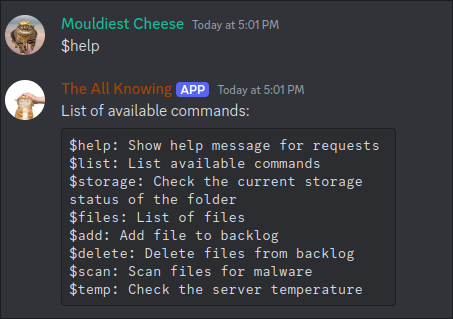 Mouldiest Cheese Today at 5:01 PM
$help
The All Knowing APP Today at 5:01 PM
List of available commands:
$help: Show help message for requests
$list: List available commands
$storage: Check the current storage
status of the folder
$files: List of files
$add: Add file to backlog
$delete: Delete files from backlog
$scan: Scan files for malware
$temp: Check the server temperature